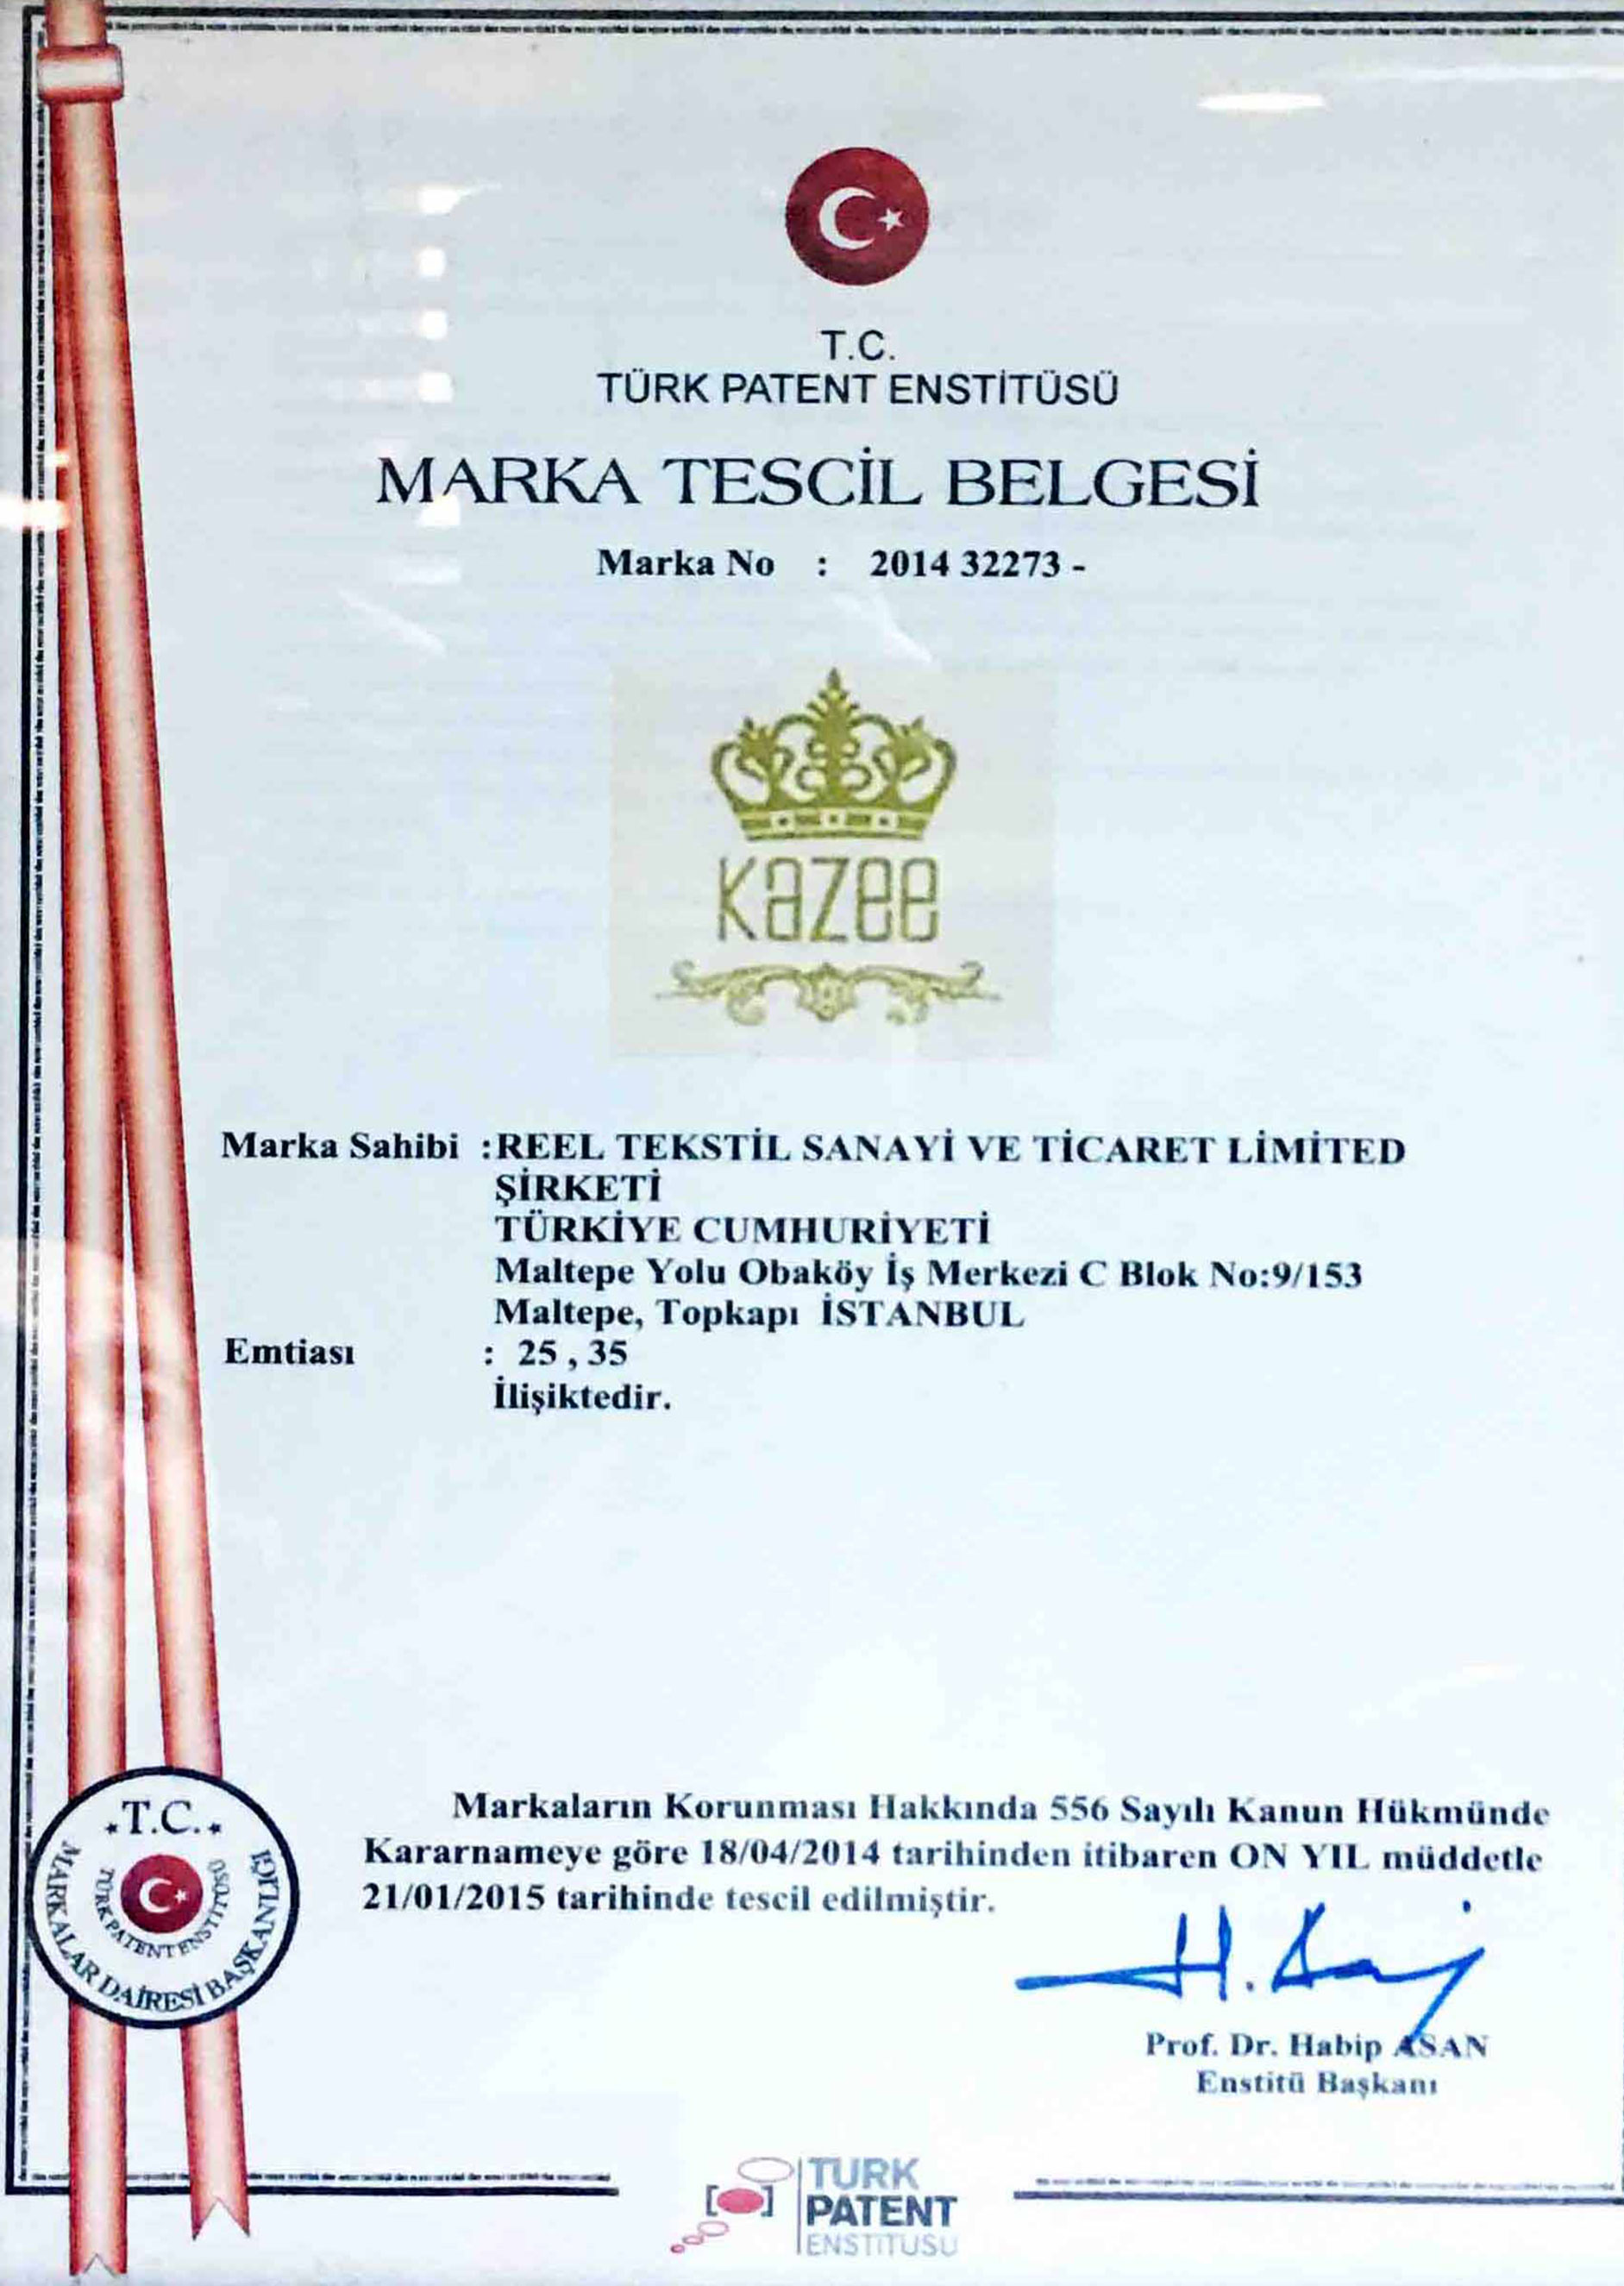 T.C.
TÜRK PATENT ENSTİTÜSÜ
MARKA TESCİL BELGESİ
Marka No : 2014 32273 -
kazee
Marka Sahibi :REEL TEKSTİL SANAYİ VE TİCARET LİMİTED
ŞİRKETİ
TÜRKİYE CUMHURİYETİ
Maltepe Yolu Obaköy İş Merkezi C Blok No:9/153
Maltepe, Topkapı İSTANBUL
Emtiası : 25 , 35
İlişiktedir.
Markaların Korunması Hakkında 556 Sayılı Kanun Hükmünde
Kararnameye göre 18/04/2014 tarihinden itibaren ON YIL müddetle
21/01/2015 tarihinde tescil edilmiştir.
T.C.
TÜRK PATENT ENSTİTÜSÜ
MARKALAR DAİRESİ BAŞKANLIĞI
Prof. Dr. Habip ASAN
Enstitü Başkanı
TURK
PATENT
ENSTITUSU